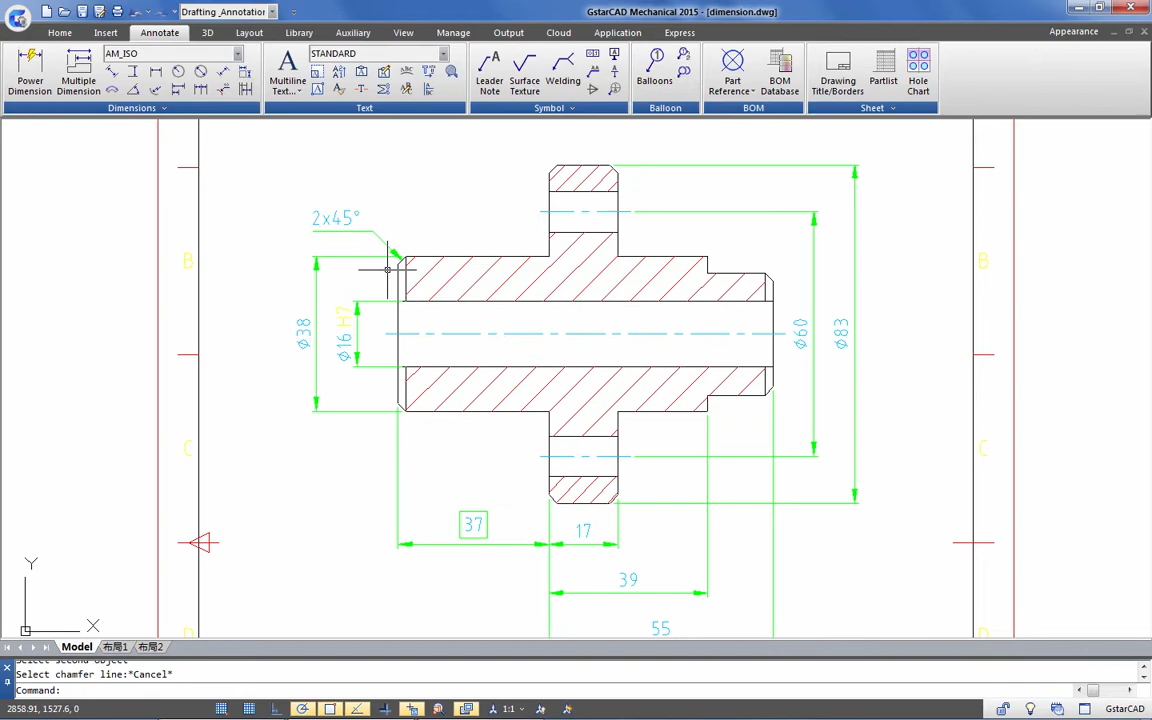 Drafting_Annotation
GstarCAD Mechanical 2015 - [dimension.dwg]
Home Insert Annotate 3D Layout Library Auxiliary View Manage Output Cloud Application Express Appearance
AM_ISO
STANDARD
Power Dimension
Multiple Dimension
Multiline Text...
Leader Note
Surface Texture
Welding
Balloons
Part Reference
BOM Database
Drawing Title/Borders
Partlist
Hole Chart
Dimensions Text Symbol Balloon BOM Sheet
2x45°
B B
⌀38
⌀16 H7
⌀60
⌀83
C C
37
17
39
55
D D
Y
X
Model 布局1 布局2
Select second object
Select chamfer line:*Cancel*
Command:
2858.91, 1527.6, 0
1:1
GstarCAD